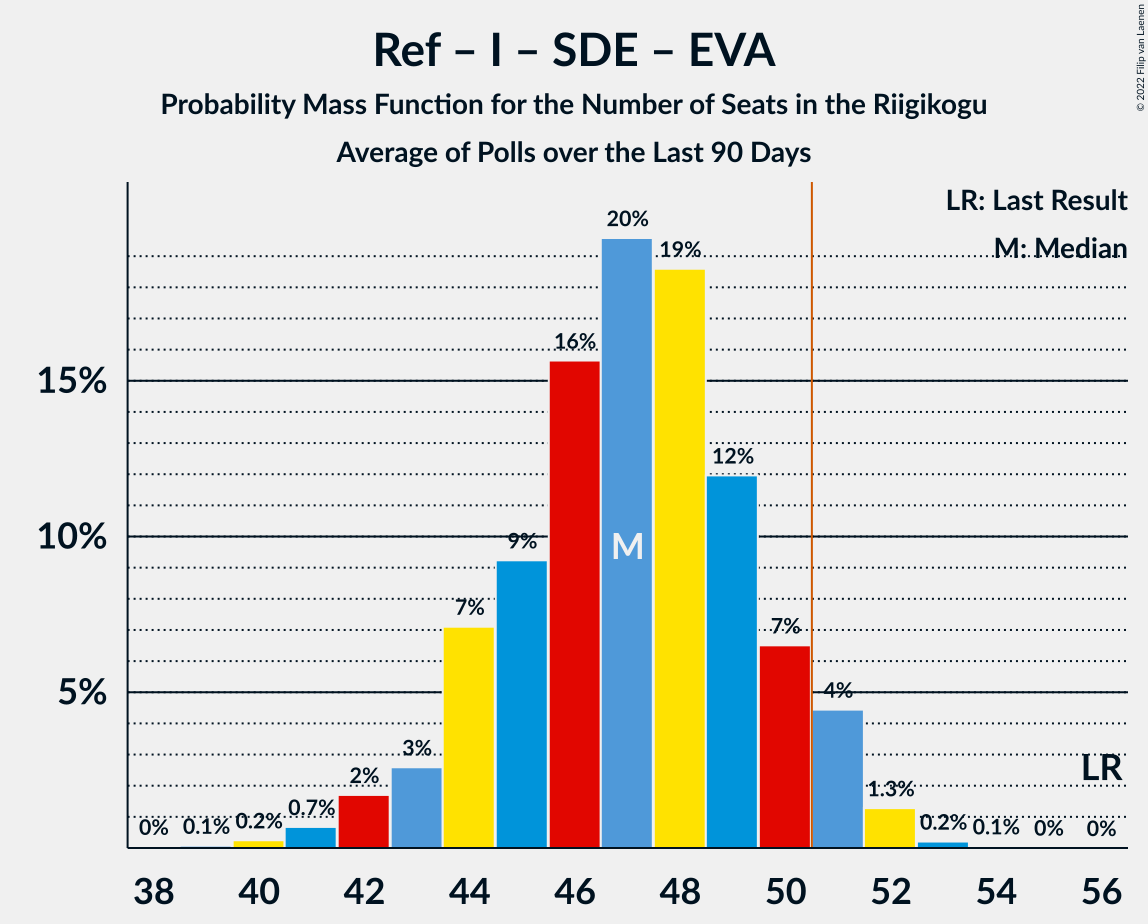 Ref – I – SDE – EVA
Probability Mass Function for the Number of Seats in the Riigikogu
Average of Polls over the Last 90 Days
© 2022 Filip van Laenen
LR: Last Result
M: Median
15%
10%
5%
0%
0.1%
0.2%
0.7%
2%
3%
7%
9%
16%
20%
19%
12%
7%
4%
1.3%
0.2%
0.1%
0%
0%
M
LR
38 40 42 44 46 48 50 52 54 56